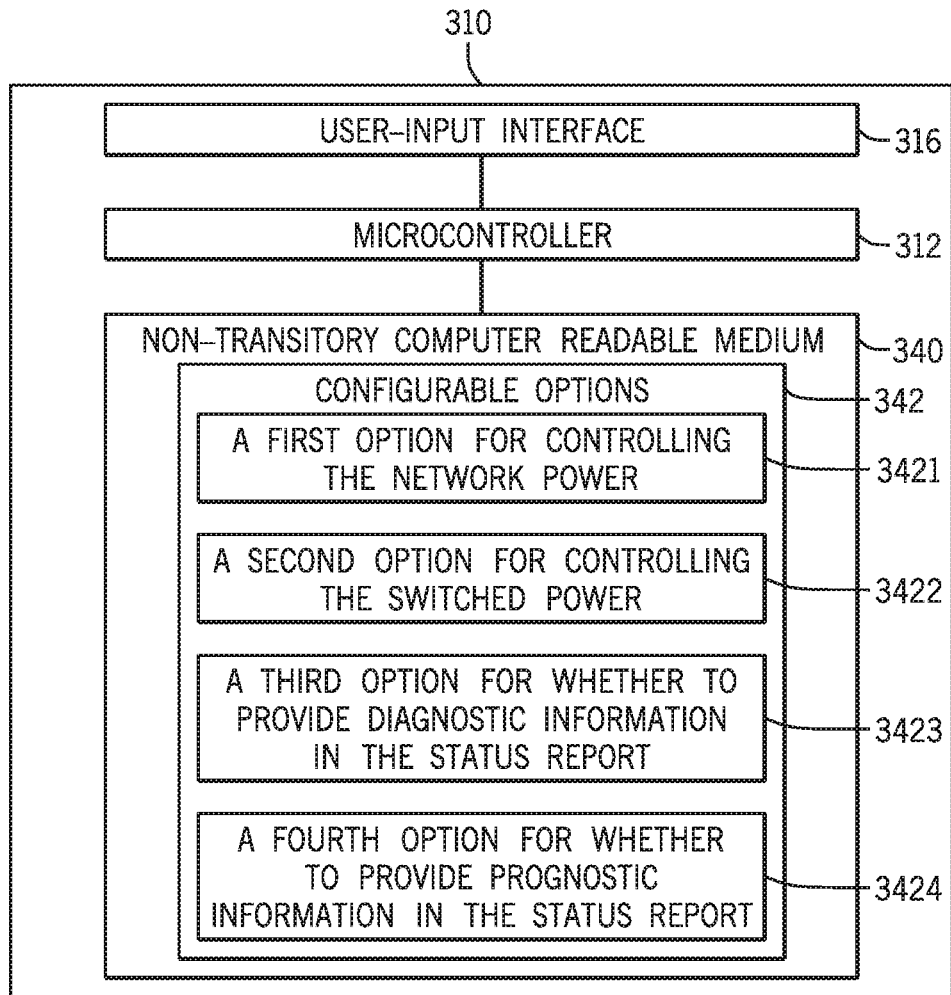 310
USER-INPUT INTERFACE
316
MICROCONTROLLER
312
NON-TRANSITORY COMPUTER READABLE MEDIUM
340
CONFIGURABLE OPTIONS
342
A FIRST OPTION FOR CONTROLLING
THE NETWORK POWER
3421
A SECOND OPTION FOR CONTROLLING
THE SWITCHED POWER
3422
A THIRD OPTION FOR WHETHER TO
PROVIDE DIAGNOSTIC INFORMATION
IN THE STATUS REPORT
3423
A FOURTH OPTION FOR WHETHER
TO PROVIDE PROGNOSTIC
INFORMATION IN THE STATUS REPORT
3424